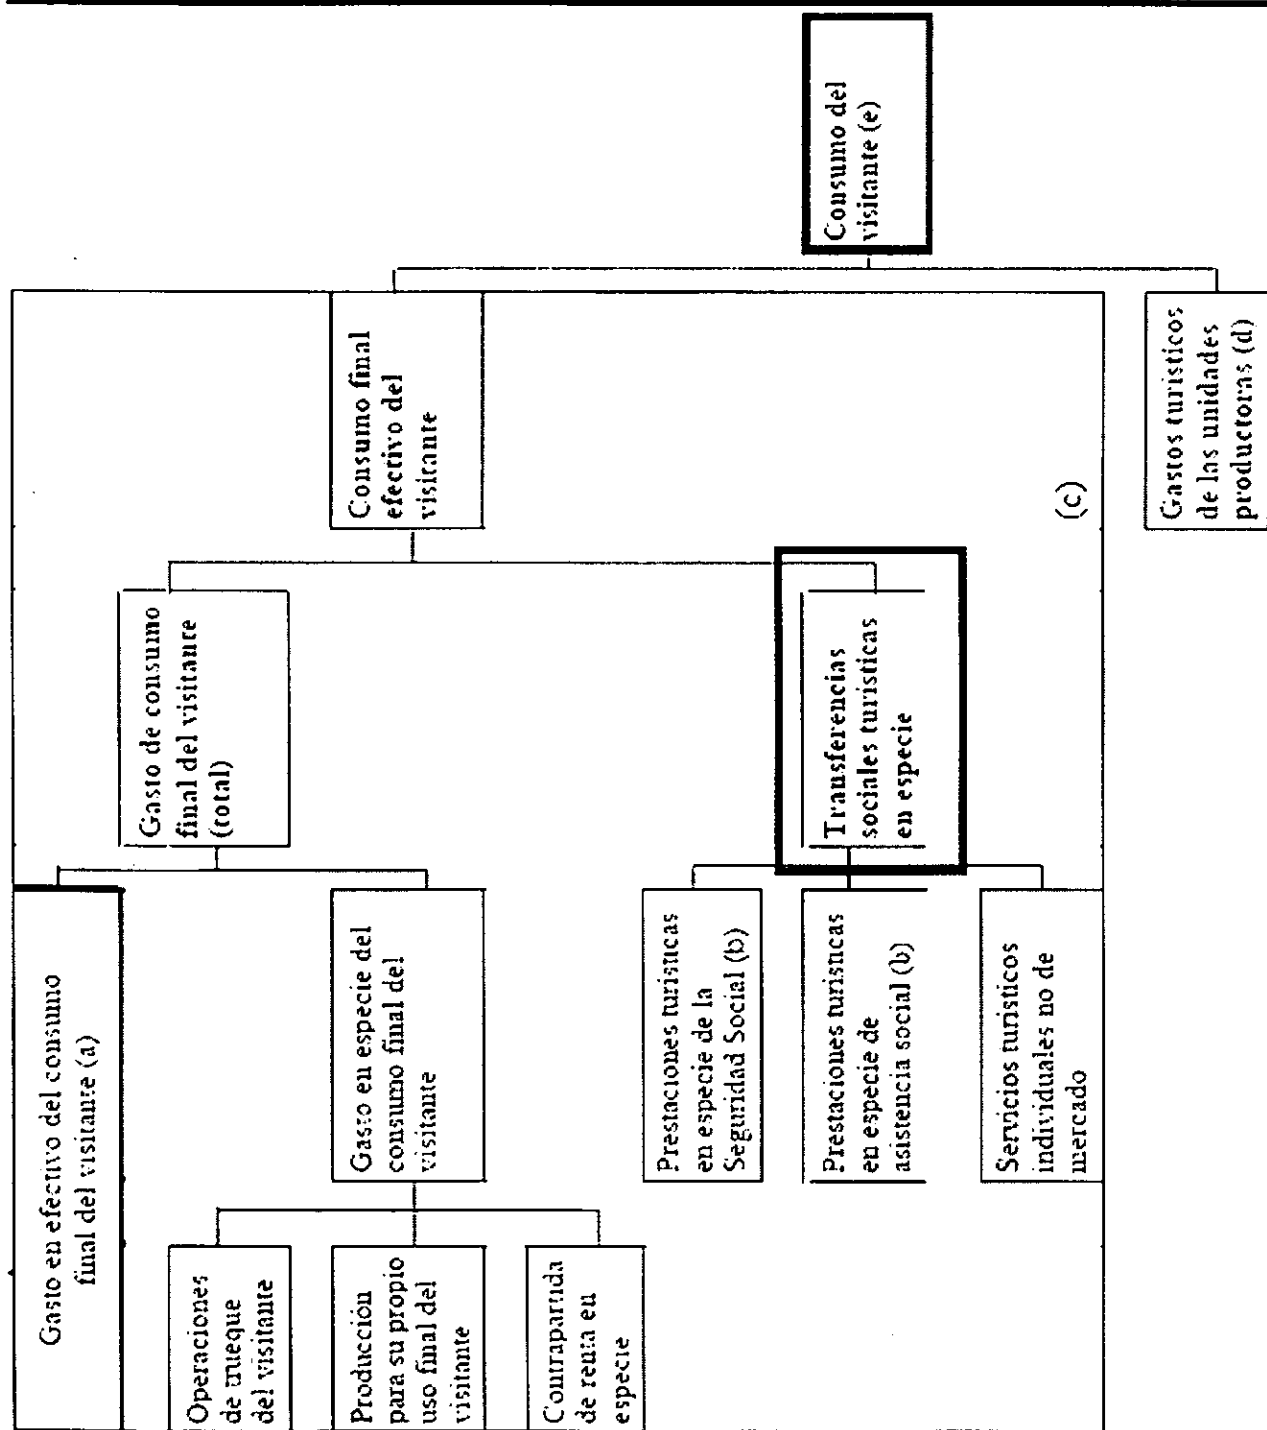 Gasto en efectivo del consumo
final del visitante (a)
Operaciones
de trueque
del visitante
Producción
para su propio
uso final del
visitante
Contrapartida
de renta en
especie
Gasto en especie del
consumo final del
visitante
Prestaciones turísticas
en especie de la
Seguridad Social (b)
Prestaciones turísticas
en especie de
asistencia social (b)
Servicios turísticos
individuales no de
mercado
Gasto de consumo
final del visitante
(total)
Transferencias
sociales turísticas
en especie
Consumo final
efectivo del
visitante
(c)
Gastos turísticos
de las unidades
productoras (d)
Consumo del
visitante (e)